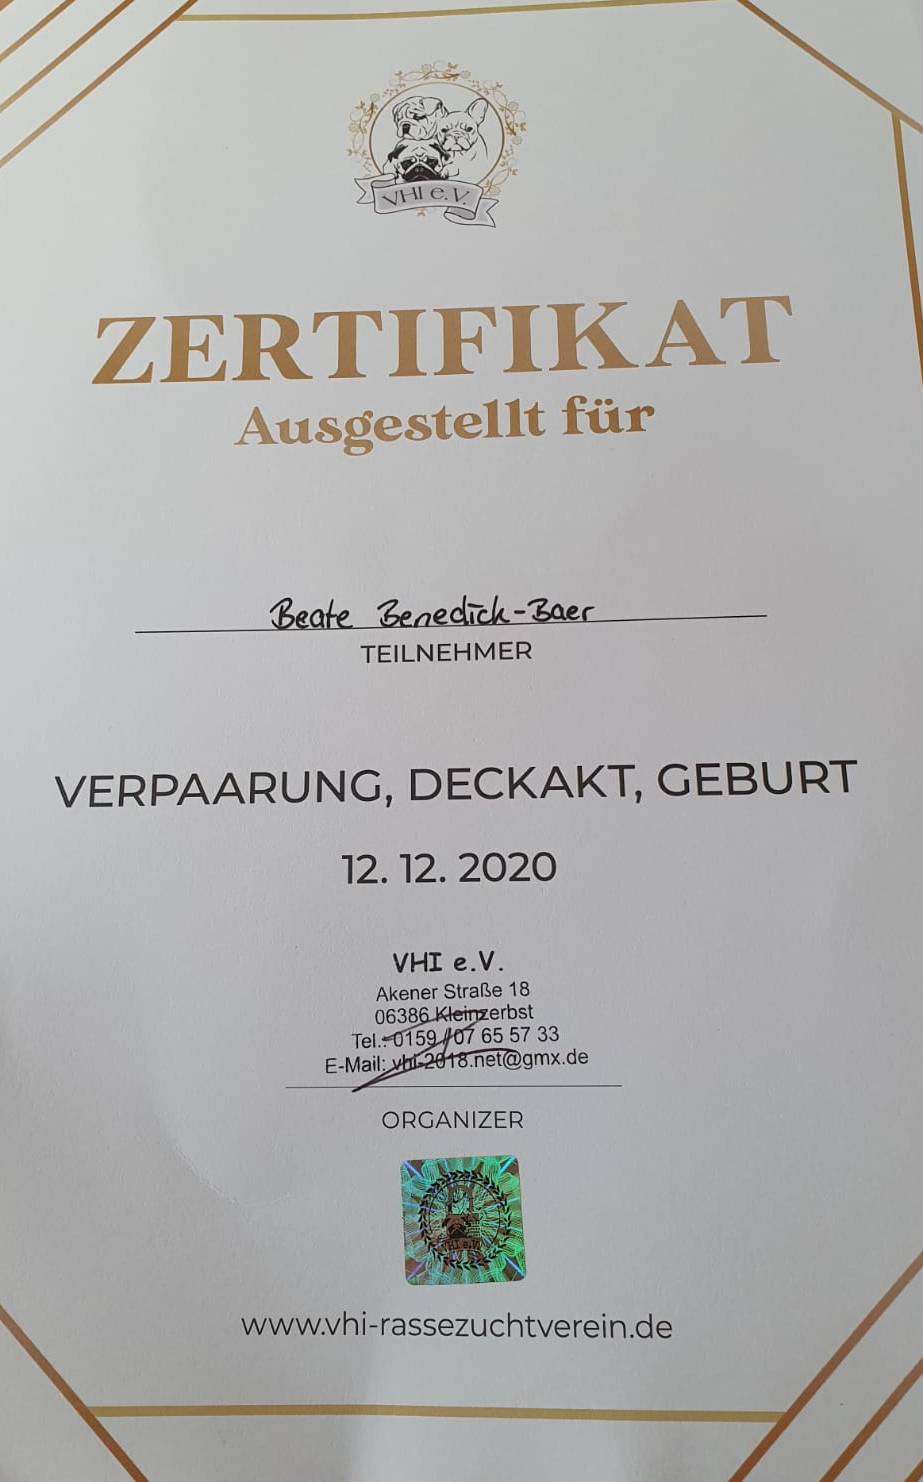 VHI e.V.
ZERTIFIKAT
Ausgestellt für
Beate Benedick-Baer
TEILNEHMER
VERPAARUNG, DECKAKT, GEBURT
12. 12. 2020
VHI e.V.
Akener Straße 18
06386 Kleinzerbst
Tel.: 0159 / 07 65 57 33
E-Mail: vhi-2018.net@gmx.de
ORGANIZER
VHI e.V.
www.vhi-rassezuchtverein.de